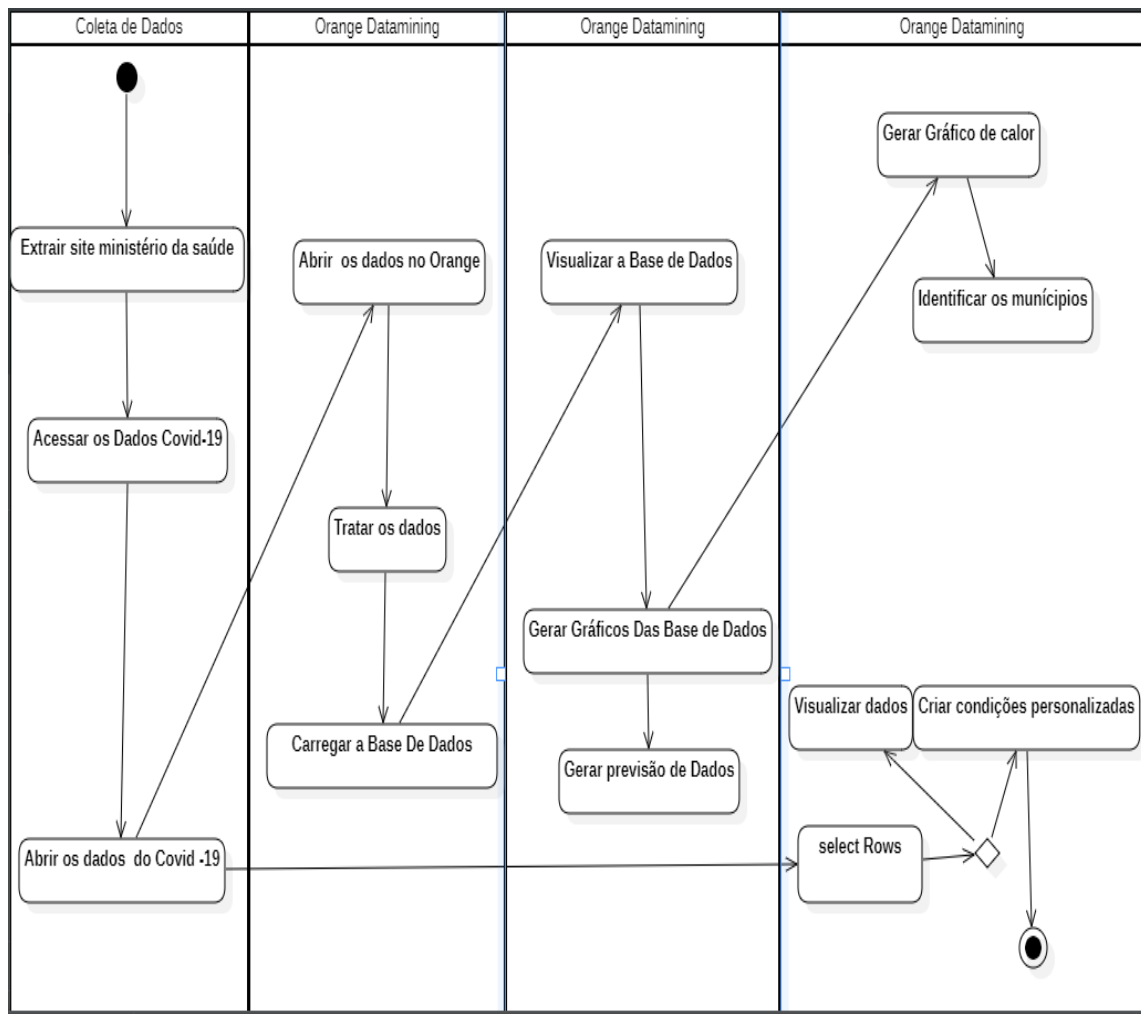 Coleta de Dados
Orange Datamining
Orange Datamining
Orange Datamining
Extrair site ministério da saúde
Acessar os Dados Covid-19
Abrir os dados do Covid -19
Abrir os dados no Orange
Tratar os dados
Carregar a Base De Dados
Visualizar a Base de Dados
Gerar Gráficos Das Base de Dados
Gerar previsão de Dados
Gerar Gráfico de calor
Identificar os munícipios
Visualizar dados
Criar condições personalizadas
select Rows